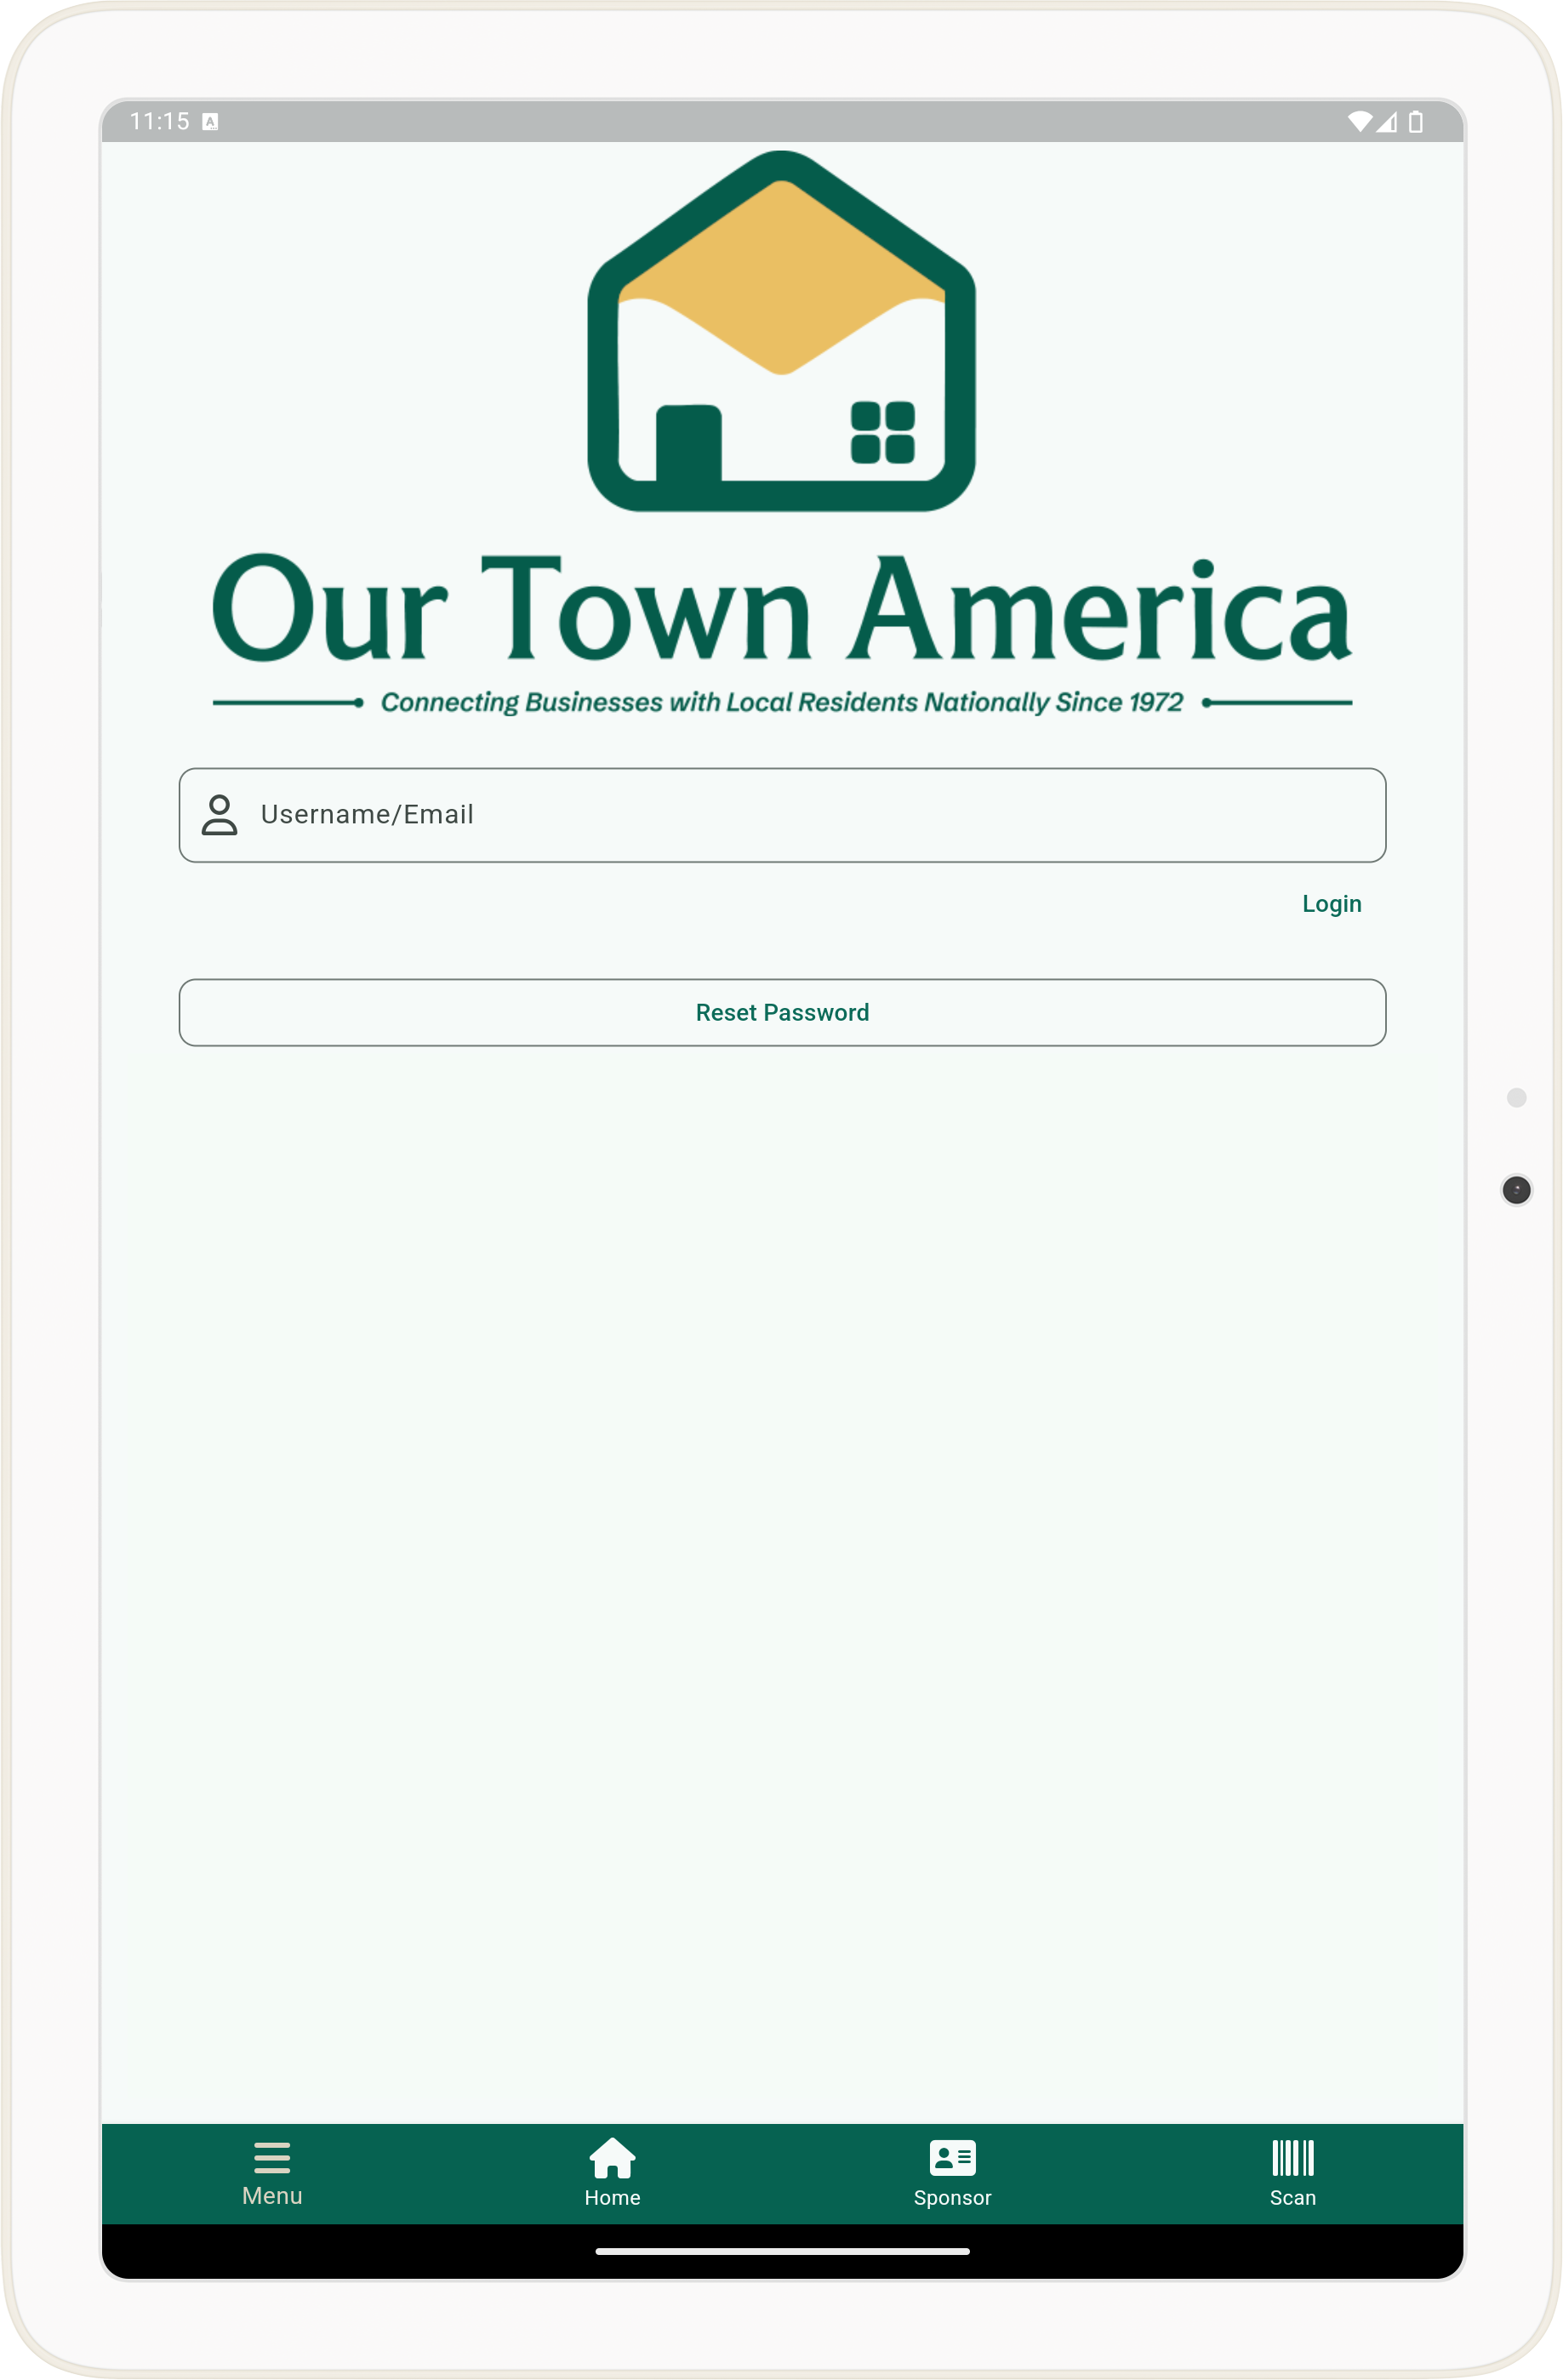 11:15
Our Town America
Connecting Businesses with Local Residents Nationally Since 1972
Username/Email
Login
Reset Password
Menu Home Sponsor Scan